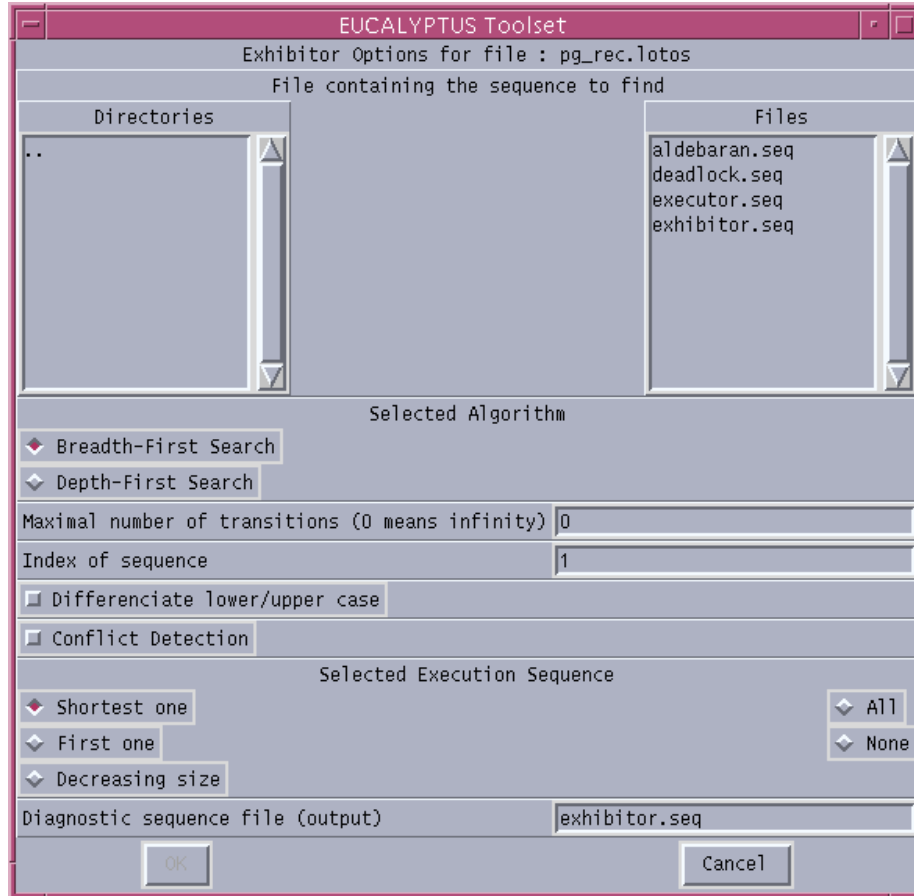 EUCALYPTUS Toolset
Exhibitor Options for file : pg_rec.lotos
File containing the sequence to find
Directories
Files
..
aldebaran.seq
deadlock.seq
executor.seq
exhibitor.seq
Selected Algorithm
Breadth-First Search
Depth-First Search
Maximal number of transitions (0 means infinity) 0
Index of sequence 1
Differenciate lower/upper case
Conflict Detection
Selected Execution Sequence
Shortest one All
First one None
Decreasing size
Diagnostic sequence file (output) exhibitor.seq
OK Cancel